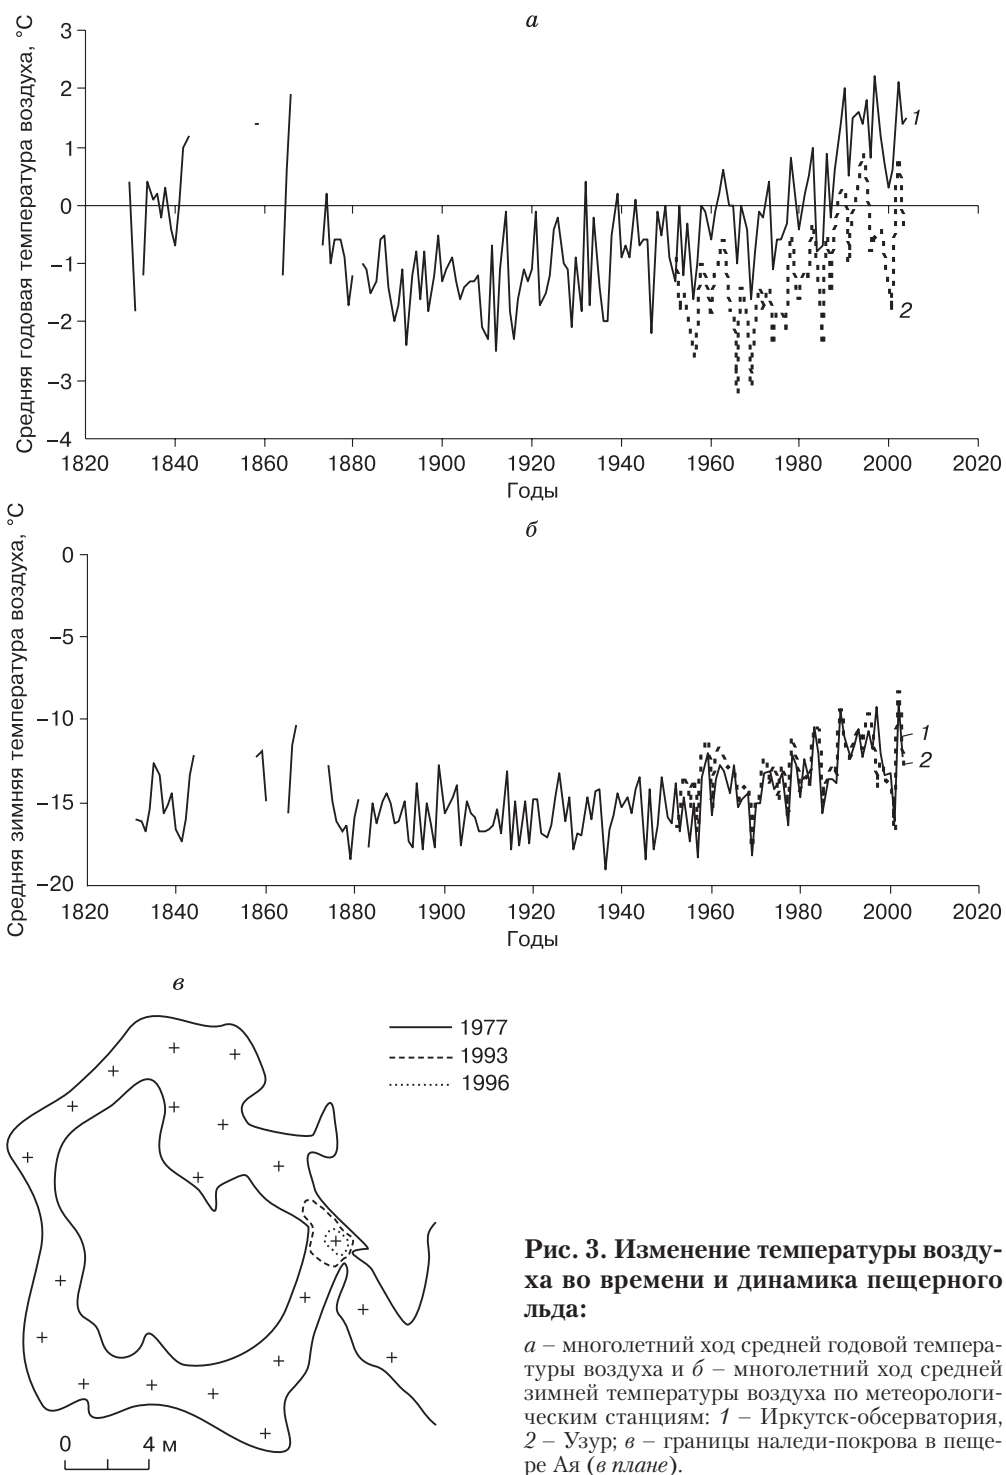 а
Средняя годовая температура воздуха, °C
3
2
1
0
−1
−2
−3
−4
1
2
1820 1840 1860 1880 1900 1920 1940 1960 1980 2000 2020
Годы
б
Средняя зимняя температура воздуха, °C
0
−5
−10
−15
−20
1
2
1820 1840 1860 1880 1900 1920 1940 1960 1980 2000 2020
Годы
в
1977
1993
1996
0 4 м
Рис. 3. Изменение температуры возду-
ха во времени и динамика пещерного
льда:
а – многолетний ход средней годовой темпера-
туры воздуха и б – многолетний ход средней
зимней температуры воздуха по метеорологи-
ческим станциям: 1 – Иркутск-обсерватория,
2 – Узур; в – границы наледи-покрова в пеще-
ре Ая (в плане).